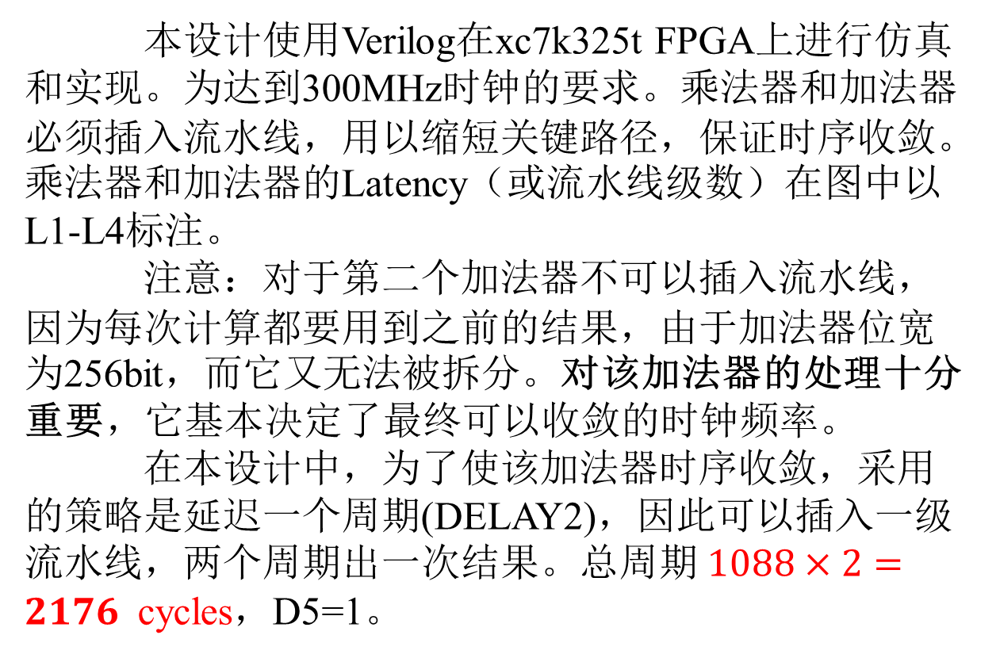 本设计使用Verilog在xc7k325t FPGA上进行仿真
和实现。为达到300MHz时钟的要求。乘法器和加法器
必须插入流水线，用以缩短关键路径，保证时序收敛。
乘法器和加法器的Latency（或流水线级数）在图中以
L1-L4标注。
注意：对于第二个加法器不可以插入流水线，
因为每次计算都要用到之前的结果，由于加法器位宽
为256bit，而它又无法被拆分。对该加法器的处理十分
重要，它基本决定了最终可以收敛的时钟频率。
在本设计中，为了使该加法器时序收敛，采用
的策略是延迟一个周期(DELAY2)，因此可以插入一级
流水线，两个周期出一次结果。总周期 1088 × 2 =
2176 cycles，D5=1。